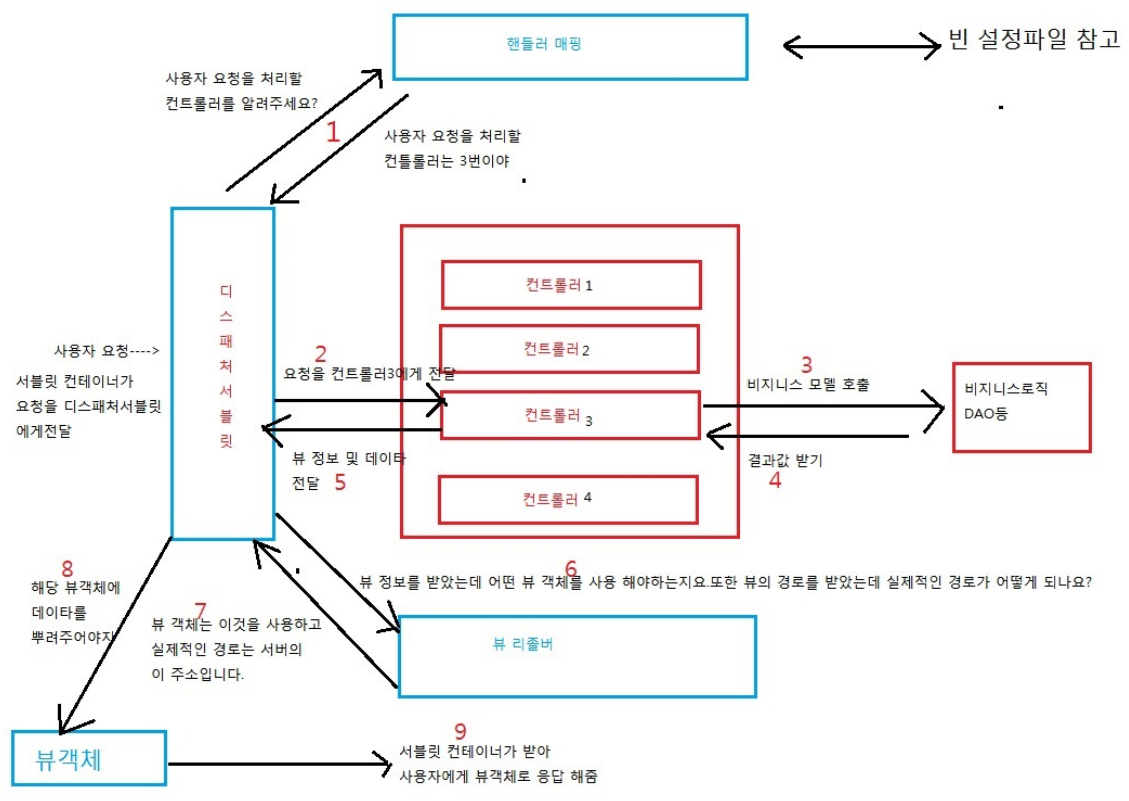 핸들러 매핑
빈 설정파일 참고
사용자 요청을 처리할
컨트롤러를 알려주세요?
1
사용자 요청을 처리할
컨틀롤러는 3번이야
디
스
패
처
서
블
릿
컨트롤러 1
컨트롤러 2
컨트롤러 3
컨트롤러 4
사용자 요청---->
서블릿 컨테이너가
요청을 디스패처서블릿
에게전달
2
요청을 컨트롤러3에게 전달
3
비지니스 모델 호출
비지니스로직
DAO등
결과값 받기
4
뷰 정보 및 데이타
전달 5
6
뷰 정보를 받았는데 어떤 뷰 객체를 사용 해야하는지요.또한 뷰의 경로를 받았는데 실제적인 경로가 어떻게 되나요?
8
해당 뷰객체에
데이타를
뿌려주어야지
7
뷰 객체는 이것을 사용하고
실제적인 경로는 서버의
이 주소입니다.
뷰 리졸버
뷰객체
9
서블릿 컨테이너가 받아
사용자에게 뷰객체로 응답 해줌